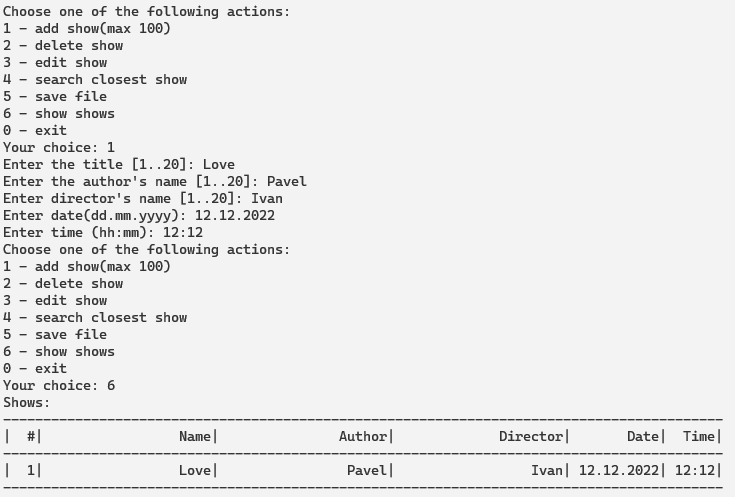 Choose one of the following actions:
1 - add show(max 100)
2 - delete show
3 - edit show
4 - search closest show
5 - save file
6 - show shows
0 - exit
Your choice: 1
Enter the title [1..20]: Love
Enter the author's name [1..20]: Pavel
Enter director's name [1..20]: Ivan
Enter date(dd.mm.yyyy): 12.12.2022
Enter time (hh:mm): 12:12
Choose one of the following actions:
1 - add show(max 100)
2 - delete show
3 - edit show
4 - search closest show
5 - save file
6 - show shows
0 - exit
Your choice: 6
Shows:
------------------------------------------------------------------------------------------
|  #|                 Name|               Author|             Director|       Date|  Time|
------------------------------------------------------------------------------------------
|  1|                 Love|                Pavel|                 Ivan| 12.12.2022| 12:12|
------------------------------------------------------------------------------------------